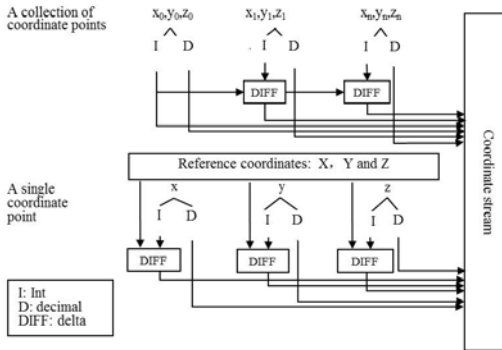 A collection of
coordinate points
x0,y0,z0 x1,y1,z1 xn,yn,zn
I D I D I D
DIFF DIFF
Reference coordinates: X, Y and Z
A single
coordinate
point
x y z
I D I D I D
DIFF DIFF DIFF
I: Int
D: decimal
DIFF: delta
Coordinate stream